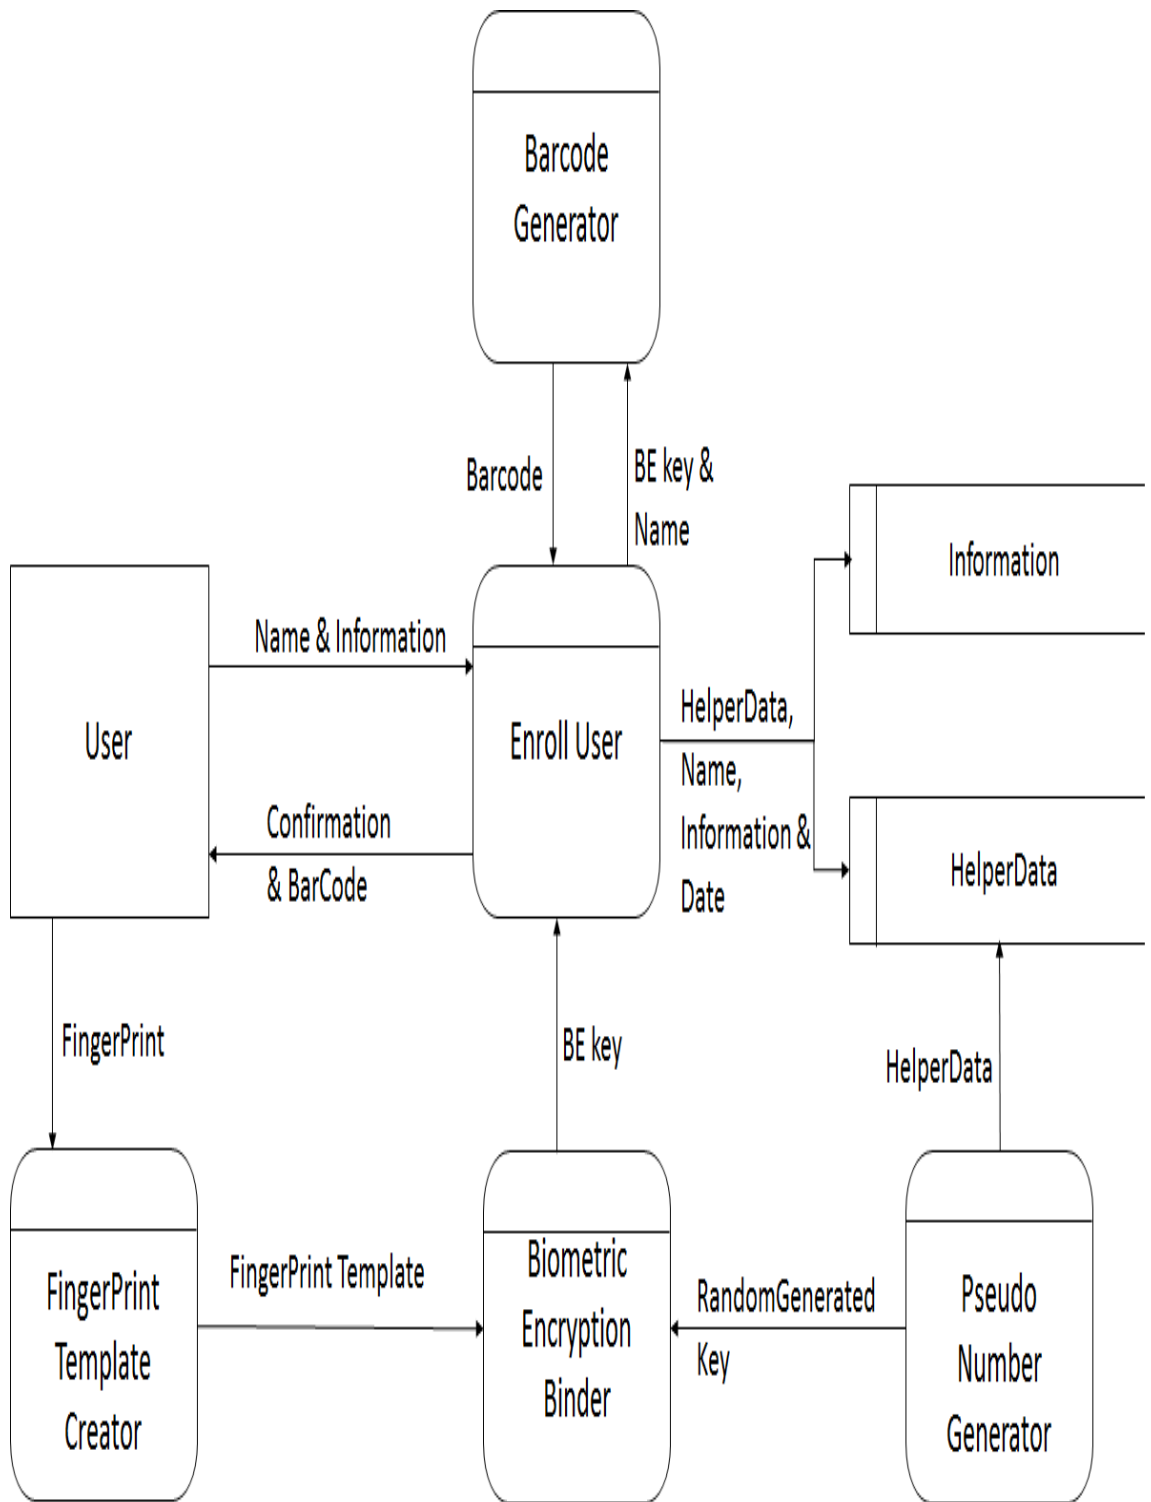 Barcode
Generator
Barcode
BE key &
Name
Information
Name & Information
User
Enroll User
HelperData,
Name,
Information &
Date
Confirmation
& BarCode
HelperData
FingerPrint
BE key
HelperData
FingerPrint Template
FingerPrint
Template
Creator
Biometric
Encryption
Binder
RandomGenerated
Key
Pseudo
Number
Generator